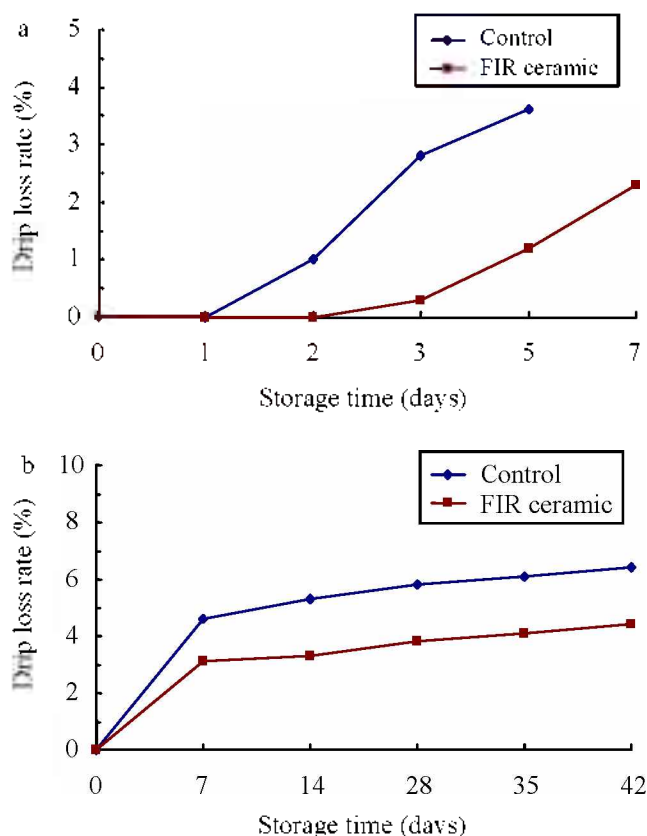 a
5
4
3
2
1
0
Drip loss rate (%)
Control
FIR ceramic
0 1 2 3 5 7
Storage time (days)
b
10
8
6
4
2
0
Drip loss rate (%)
Control
FIR ceramic
0 7 14 28 35 42
Storage time (days)